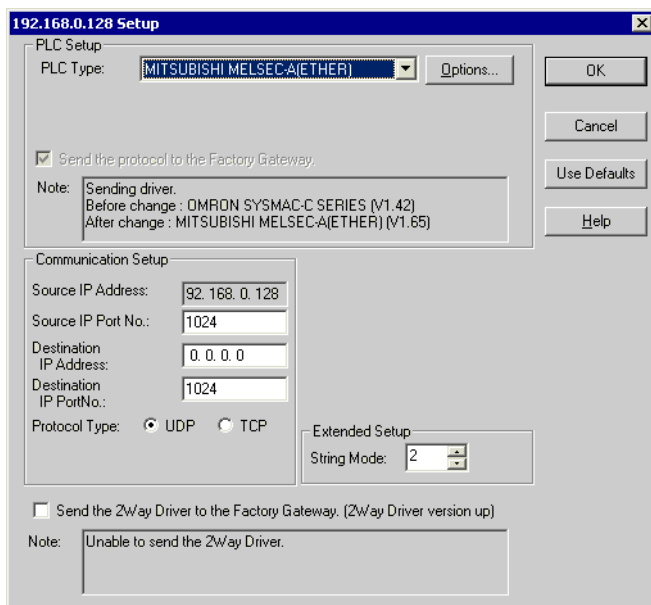 192.168.0.128 Setup
PLC Setup
PLC Type:
MITSUBISHI MELSEC-A(ETHER)
Options...
OK
Cancel
Use Defaults
Help
Send the protocol to the Factory Gateway.
Note:
Sending driver.
Before change : OMRON SYSMAC-C SERIES (V1.42)
After change : MITSUBISHI MELSEC-A(ETHER) (V1.65)
Communication Setup
Source IP Address:
92. 168. 0. 128
Source IP Port No.:
1024
Destination
IP Address:
0. 0. 0. 0
Destination
IP PortNo.:
1024
Protocol Type:
UDP
TCP
Extended Setup
String Mode:
2
Send the 2Way Driver to the Factory Gateway. (2Way Driver version up)
Note:
Unable to send the 2Way Driver.